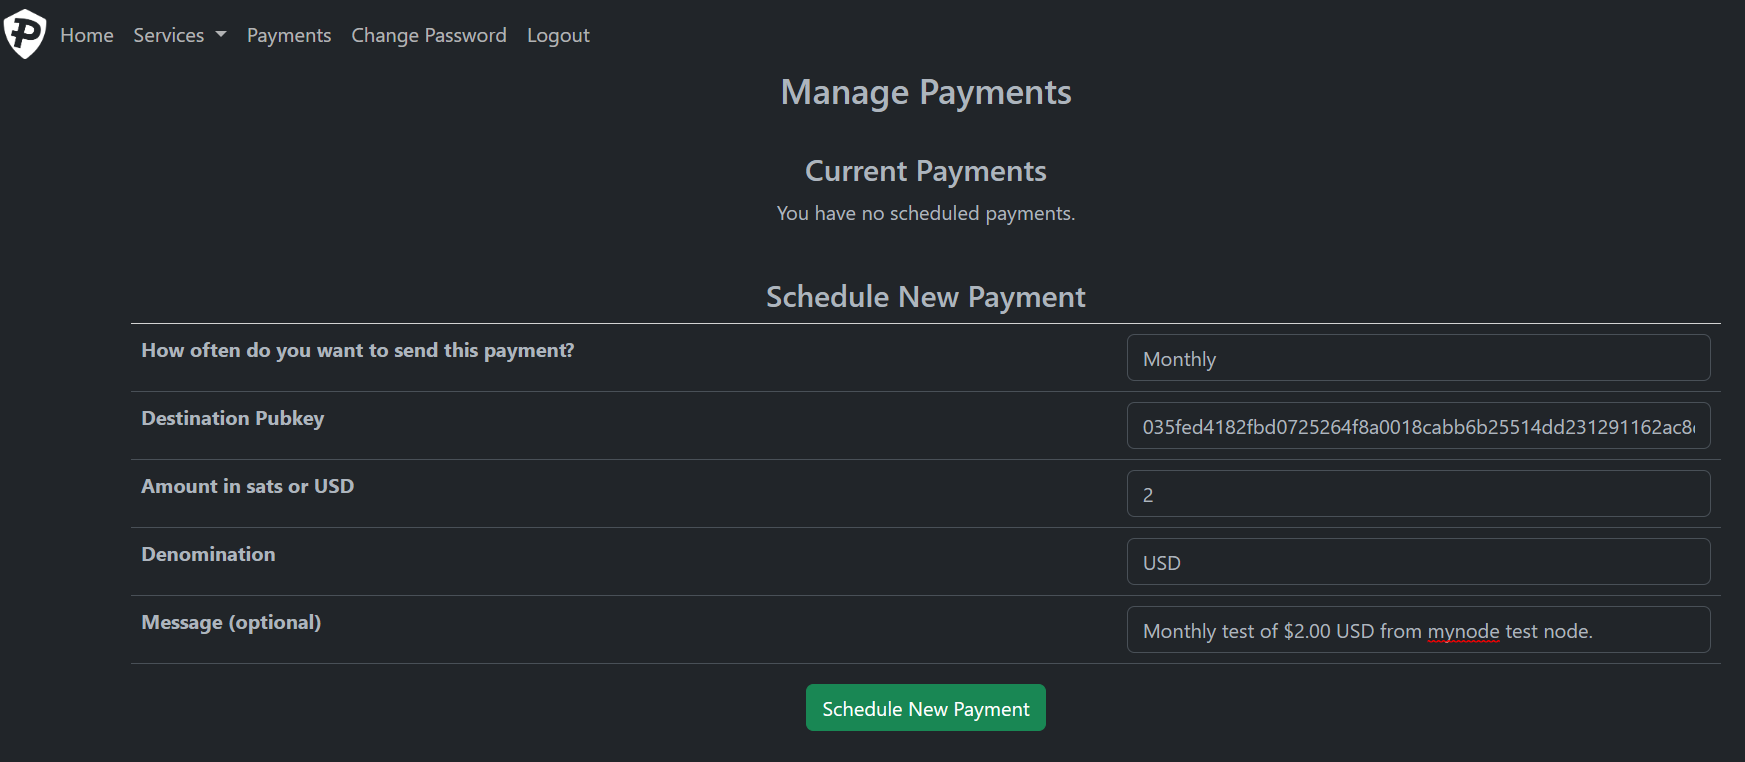 Home Services Payments Change Password Logout
Manage Payments
Current Payments
You have no scheduled payments.
Schedule New Payment
How often do you want to send this payment? Monthly
Destination Pubkey 035fed4182fbd0725264f8a0018cabb6b25514dd231291162ac8
Amount in sats or USD 2
Denomination USD
Message (optional) Monthly test of $2.00 USD from mynode test node.
Schedule New Payment